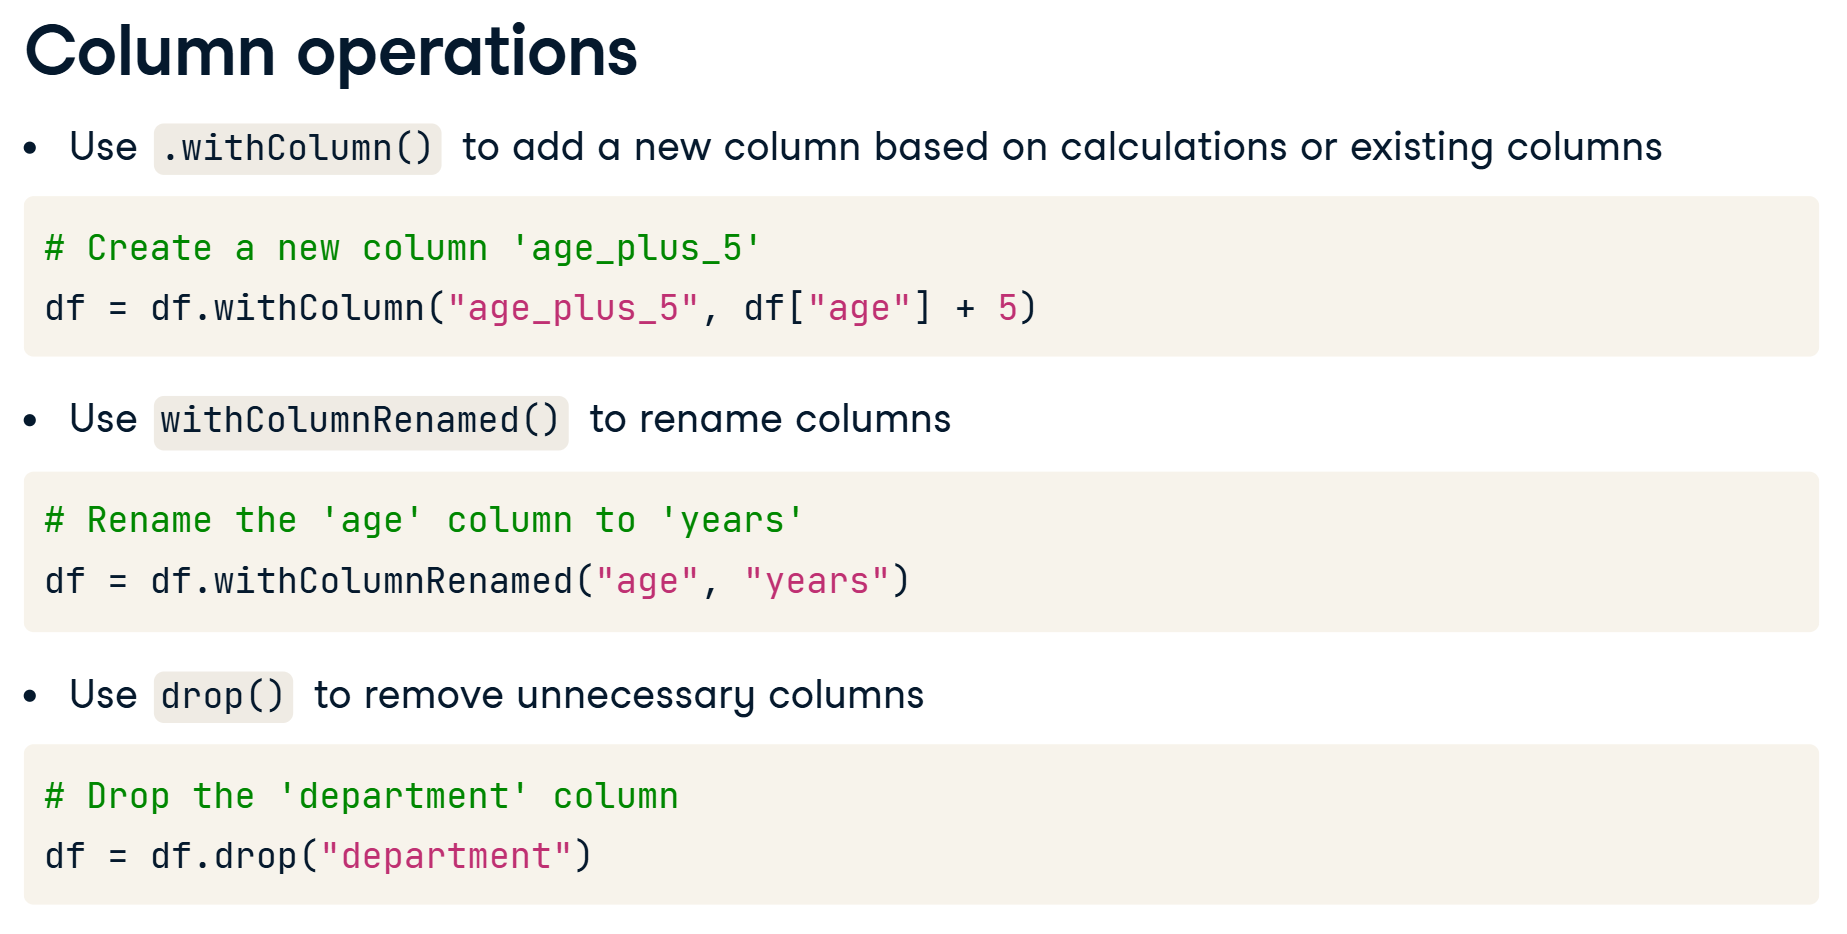 Column operations
• Use .withColumn() to add a new column based on calculations or existing columns
# Create a new column 'age_plus_5'
df = df.withColumn("age_plus_5", df["age"] + 5)
• Use withColumnRenamed() to rename columns
# Rename the 'age' column to 'years'
df = df.withColumnRenamed("age", "years")
• Use drop() to remove unnecessary columns
# Drop the 'department' column
df = df.drop("department")